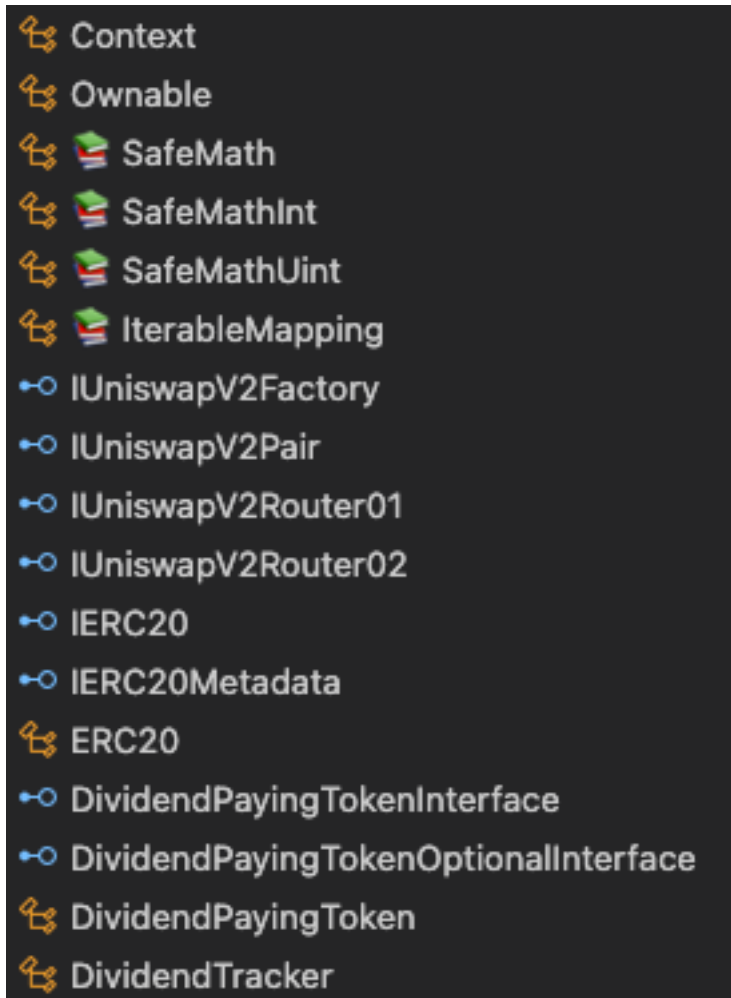 Context
Ownable
SafeMath
SafeMathInt
SafeMathUint
IterableMapping
IUniswapV2Factory
IUniswapV2Pair
IUniswapV2Router01
IUniswapV2Router02
IERC20
IERC20Metadata
ERC20
DividendPayingTokenInterface
DividendPayingTokenOptionalInterface
DividendPayingToken
DividendTracker